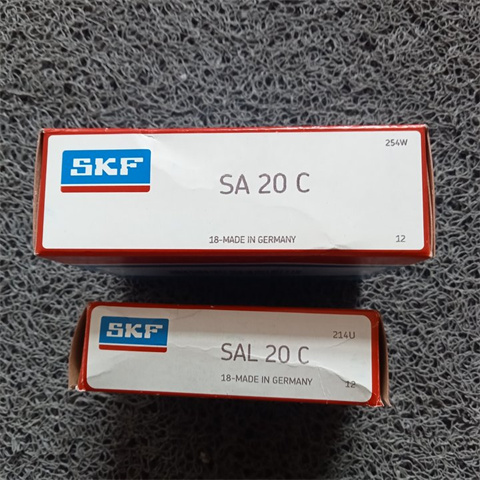 254W
SKF
SA 20 C
18-MADE IN GERMANY
12
214U
SKF
SAL 20 C
18-MADE IN GERMANY
12